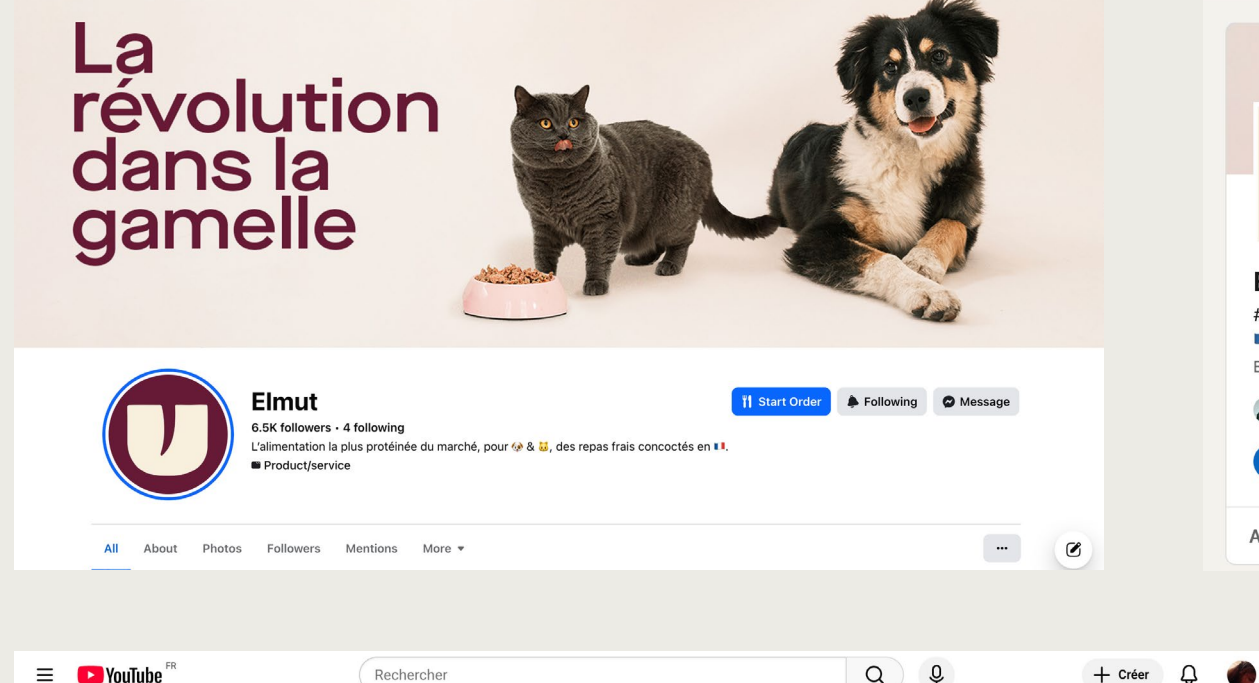 La
révolution
dans la
gamelle
Elmut
6.5K followers • 4 following
L'alimentation la plus protéinée du marché, pour 🐶 & 🐱, des repas frais concoctés en 🇫🇷.
Product/service
Start Order
Following
Message
All
About
Photos
Followers
Mentions
More
YouTube FR
Rechercher
Créer